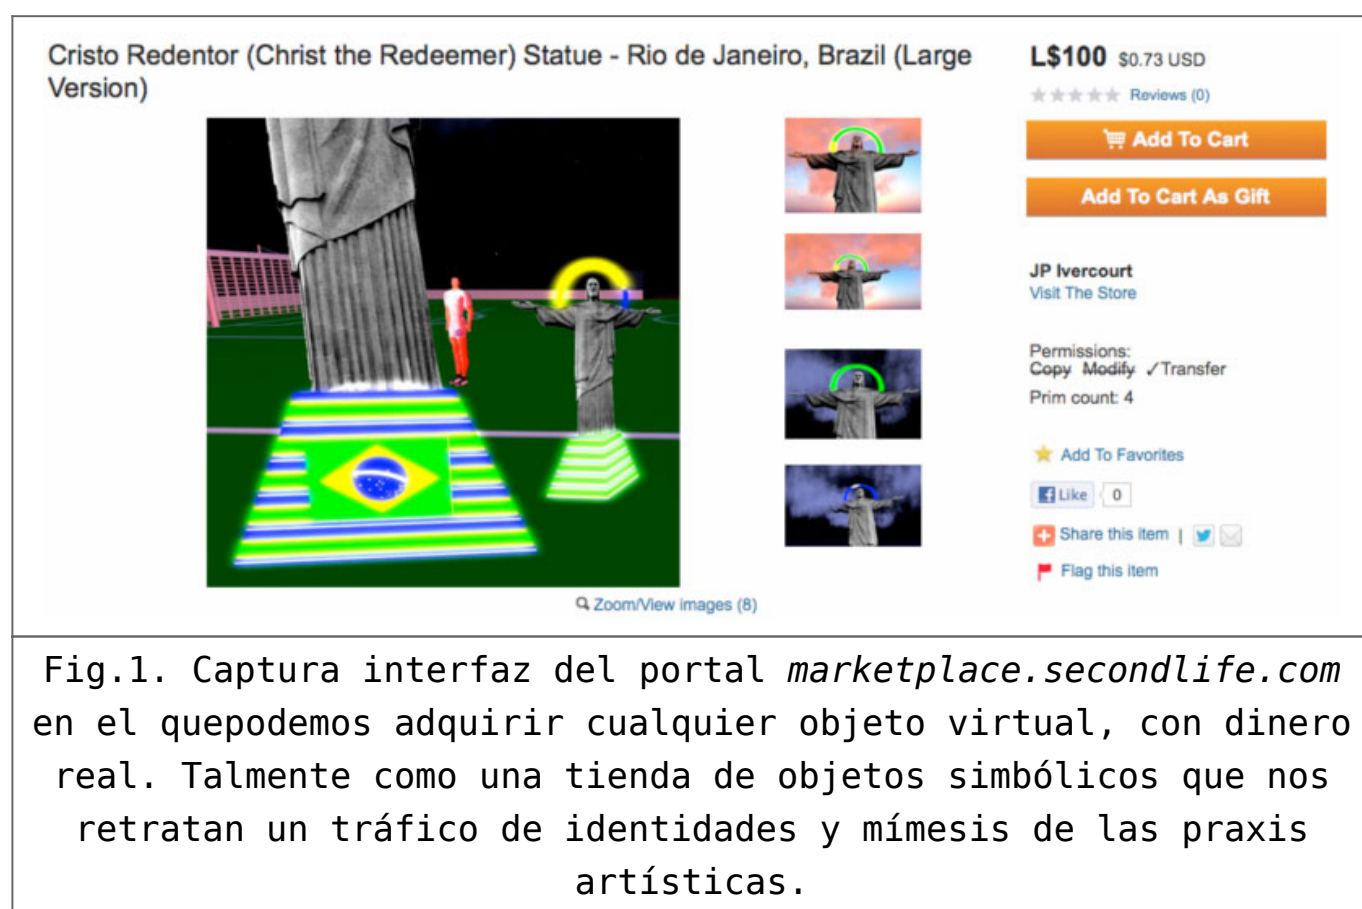 Cristo Redentor (Christ the Redeemer) Statue - Rio de Janeiro, Brazil (Large
Version)
L$100 $0.73 USD
Reviews (0)
Add To Cart
Add To Cart As Gift
JP Ivercourt
Visit The Store
Permissions:
Copy Modify ✓Transfer
Prim count: 4
Add To Favorites
Like 0
Share this item |
Flag this item
Zoom/View images (8)
Fig.1. Captura interfaz del portal marketplace.secondlife.com
en el quepodemos adquirir cualquier objeto virtual, con dinero
real. Talmente como una tienda de objetos simbólicos que nos
retratan un tráfico de identidades y mímesis de las praxis
artísticas.